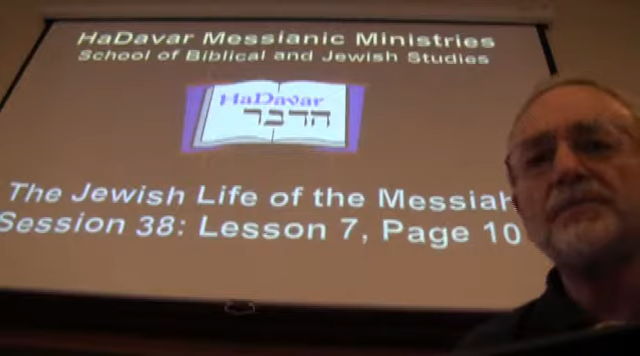 HaDavar Messianic Ministries
School of Biblical and Jewish Studies
HaDavar
הדבר
The Jewish Life of the Messiah
Session 38: Lesson 7, Page 10